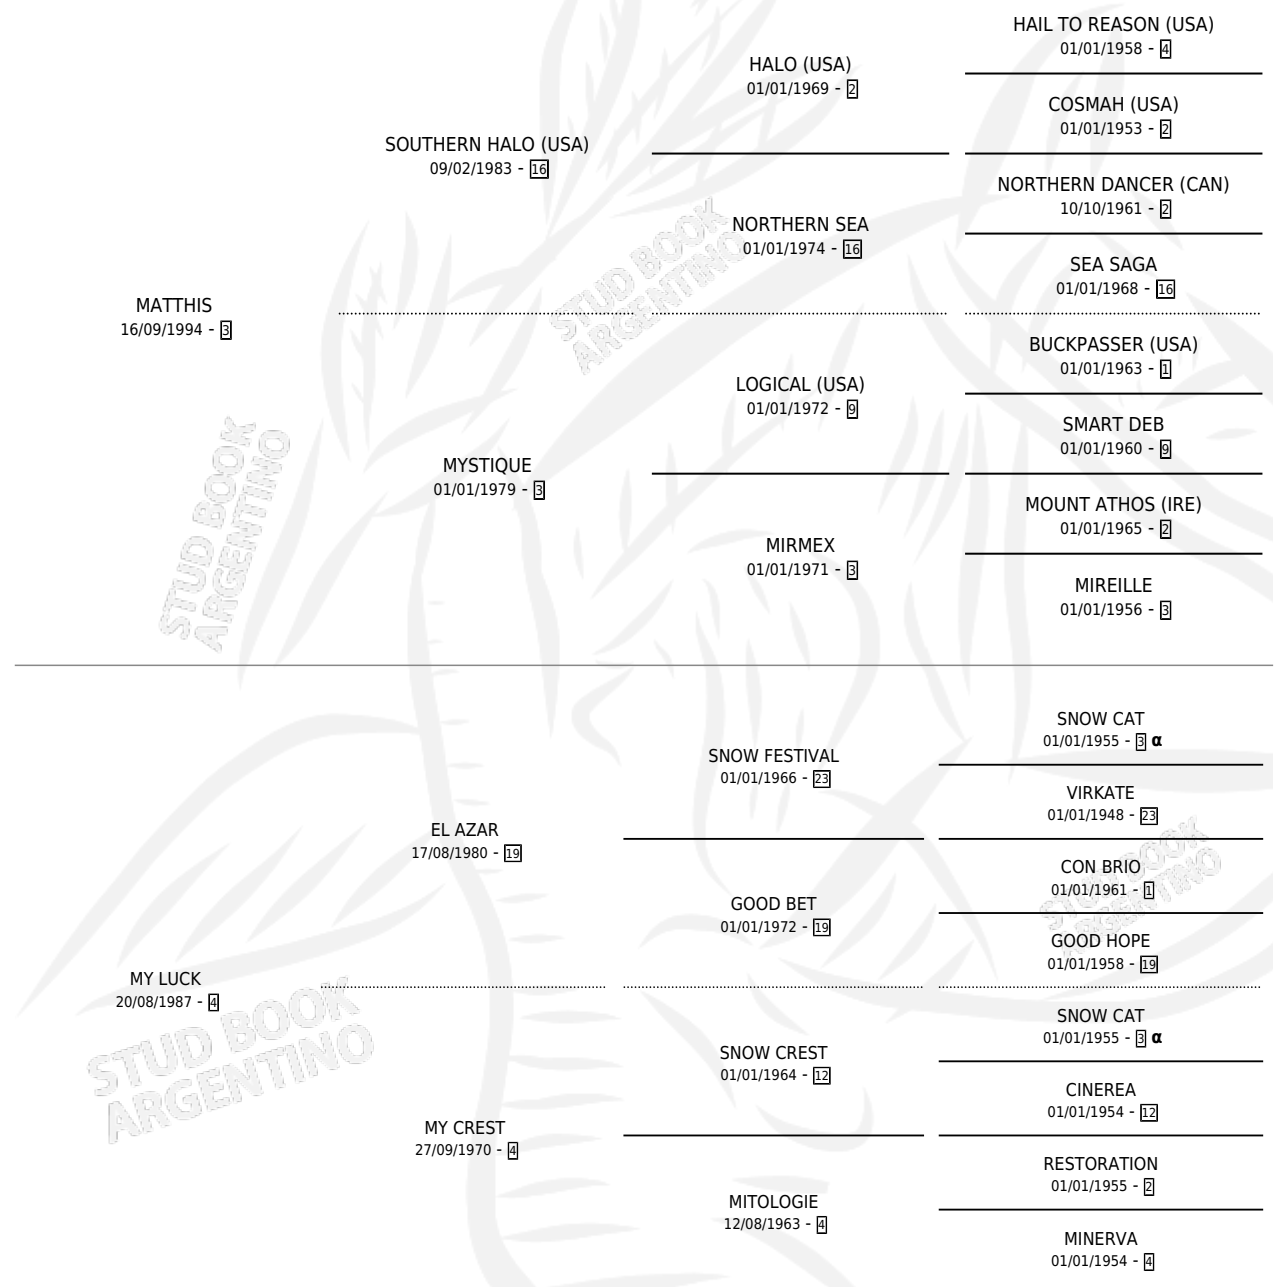 HAIL TO REASON (USA)
01/01/1958 - 4
HALO (USA)
01/01/1969 - 2
COSMAH (USA)
01/01/1953 - 2
SOUTHERN HALO (USA)
09/02/1983 - 16
NORTHERN DANCER (CAN)
10/10/1961 - 2
NORTHERN SEA
01/01/1974 - 16
SEA SAGA
01/01/1968 - 16
MATTHIS
16/09/1994 - 3
BUCKPASSER (USA)
01/01/1963 - 1
LOGICAL (USA)
01/01/1972 - 9
SMART DEB
01/01/1960 - 9
MYSTIQUE
01/01/1979 - 3
MOUNT ATHOS (IRE)
01/01/1965 - 2
MIRMEX
01/01/1971 - 3
MIREILLE
01/01/1956 - 3
SNOW CAT
01/01/1955 - 3 α
SNOW FESTIVAL
01/01/1966 - 23
VIRKATE
01/01/1948 - 23
EL AZAR
17/08/1980 - 19
CON BRIO
01/01/1961 - 1
GOOD BET
01/01/1972 - 19
GOOD HOPE
01/01/1958 - 19
MY LUCK
20/08/1987 - 4
SNOW CAT
01/01/1955 - 3 α
SNOW CREST
01/01/1964 - 12
CINEREA
01/01/1954 - 12
MY CREST
27/09/1970 - 4
RESTORATION
01/01/1955 - 2
MITOLOGIE
12/08/1963 - 4
MINERVA
01/01/1954 - 4
STUD BOOK
ARGENTINO
STUD BOOK
ARGENTINO
STUD BOOK
ARGENTINO
STUD BOOK
ARGENTINO